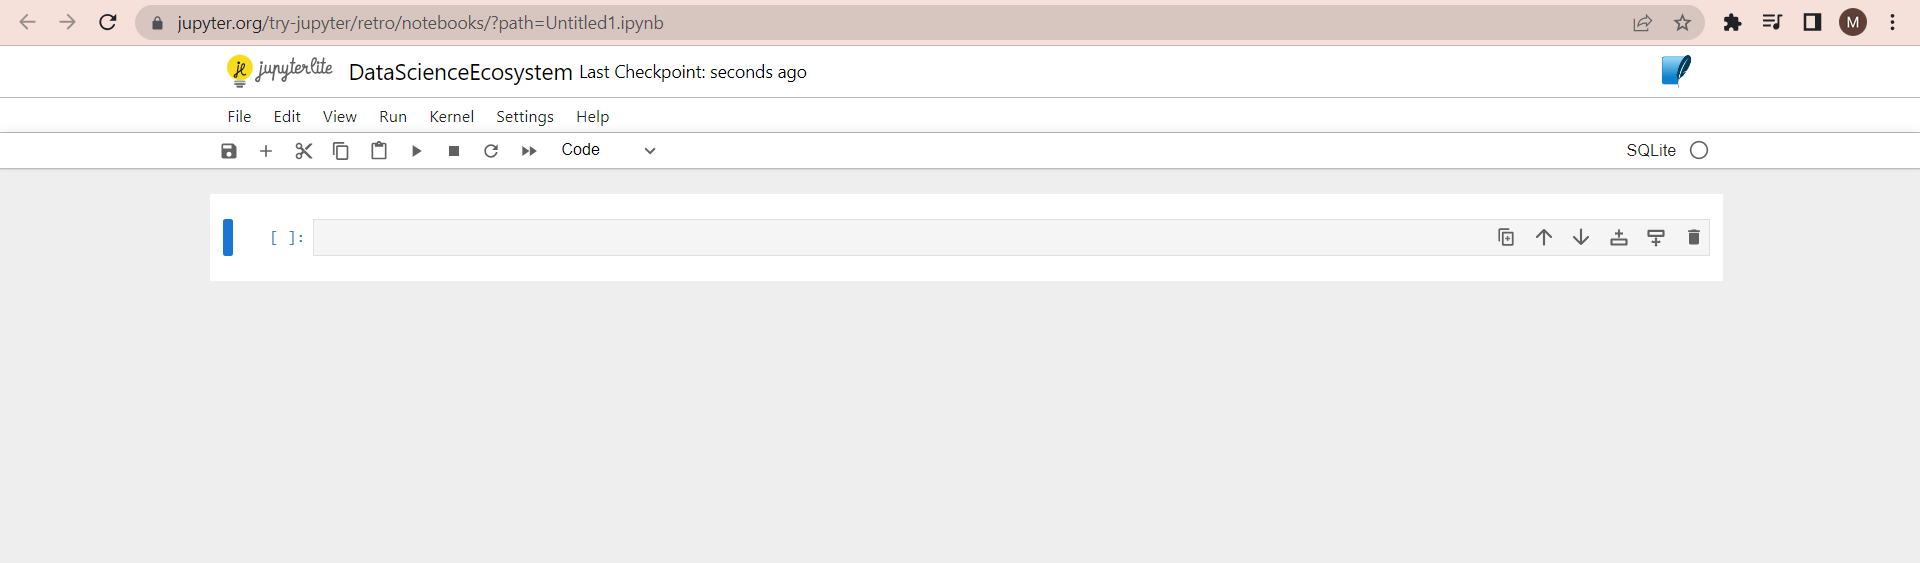 jupyter.org/try-jupyter/retro/notebooks/?path=Untitled1.ipynb
M
jupyterlite DataScienceEcosystem Last Checkpoint: seconds ago
File Edit View Run Kernel Settings Help
Code SQLite
[ ]: